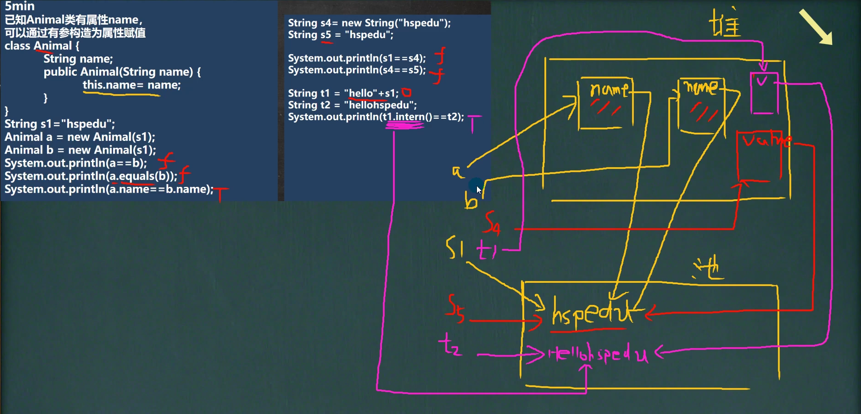 5min
已知Animal类有属性name,
可以通过有参构造为属性赋值
class Animal {
String name;
public Animal(String name) {
this.name= name;
}
}
String s1="hspedu";
Animal a = new Animal(s1);
Animal b = new Animal(s1);
System.out.println(a==b); f
System.out.println(a.equals(b)); f
System.out.println(a.name==b.name); T
String s4= new String("hspedu");
String s5 = "hspedu";
System.out.println(s1==s4); f
System.out.println(s4==s5); f
String t1 = "hello"+s1;
String t2 = "hellohspedu";
System.out.println(t1.intern()==t2); T
name
name
v
value
a
b
S4
t1
S1
池
hspedu
S5
t2
Hellohspedu